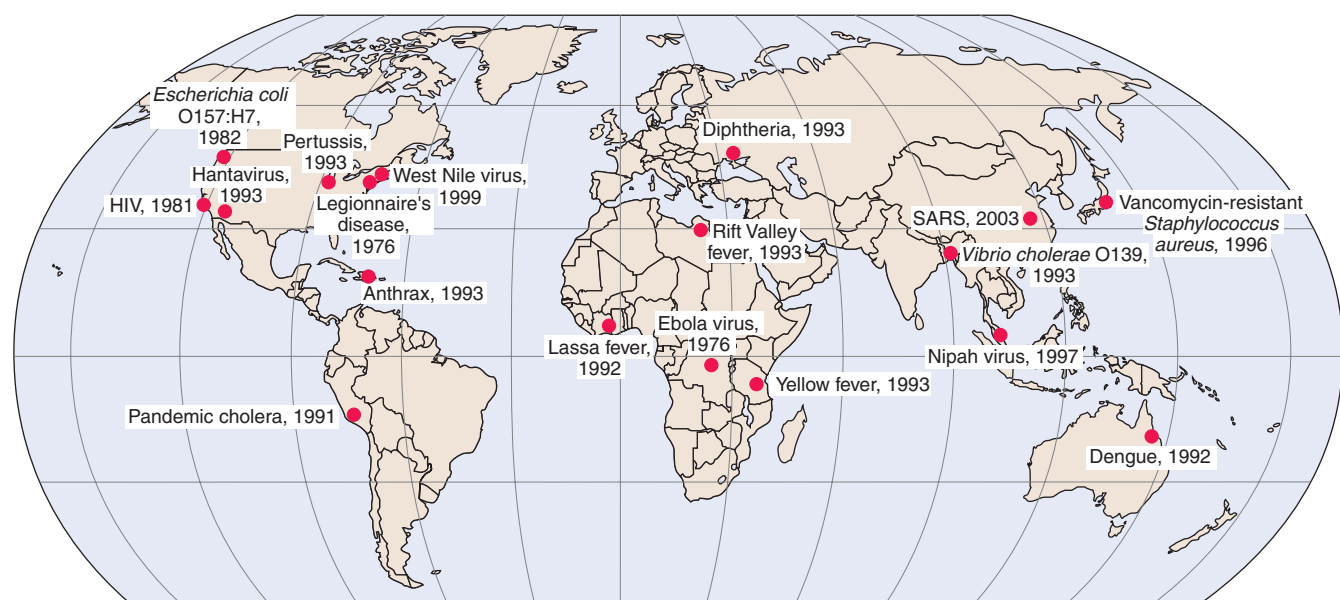 Escherichia coli
O157:H7,
1982
Pertussis,
1993
Hantavirus,
1993
HIV, 1981
West Nile virus,
1999
Legionnaire's
disease,
1976
Anthrax, 1993
Pandemic cholera, 1991
Diphtheria, 1993
Rift Valley
fever, 1993
Lassa fever,
1992
Ebola virus,
1976
Yellow fever, 1993
SARS, 2003
Vancomycin-resistant
Staphylococcus
aureus, 1996
Vibrio cholerae O139,
1993
Nipah virus, 1997
Dengue, 1992